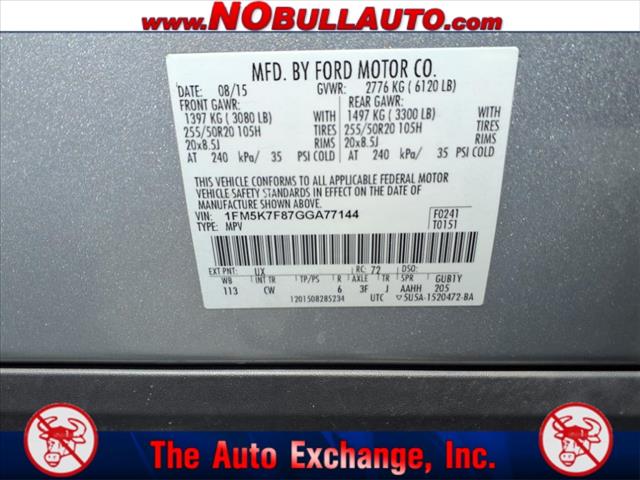 www.NOBULLAUTO.COM
MFD. BY FORD MOTOR CO.
DATE: 08/15 GVWR: 2776 KG ( 6120 LB)
FRONT GAWR: REAR GAWR:
1397 KG ( 3080 LB) WITH 1497 KG ( 3300 LB) WITH
255/50R20 105H TIRES 255/50R20 105H TIRES
20x8.5J RIMS 20x8.5J RIMS
AT 240 kPa/ 35 PSI COLD AT 240 kPa/ 35 PSI COLD
THIS VEHICLE CONFORMS TO ALL APPLICABLE FEDERAL MOTOR
VEHICLE SAFETY STANDARDS IN EFFECT ON THE DATE OF
MANUFACTURE SHOWN ABOVE.
VIN: 1FM5K7F87GGA77144 F0241
TYPE: MPV T0151
EXT PNT: UX RC: 72 DSO:
WB INT TR TP/PS R AXLE TR SPR GUB1Y
113 CW 6 3F J AAHH 205
1201508285234 UTC ▽5USA-1520472-BA
The Auto Exchange, Inc.